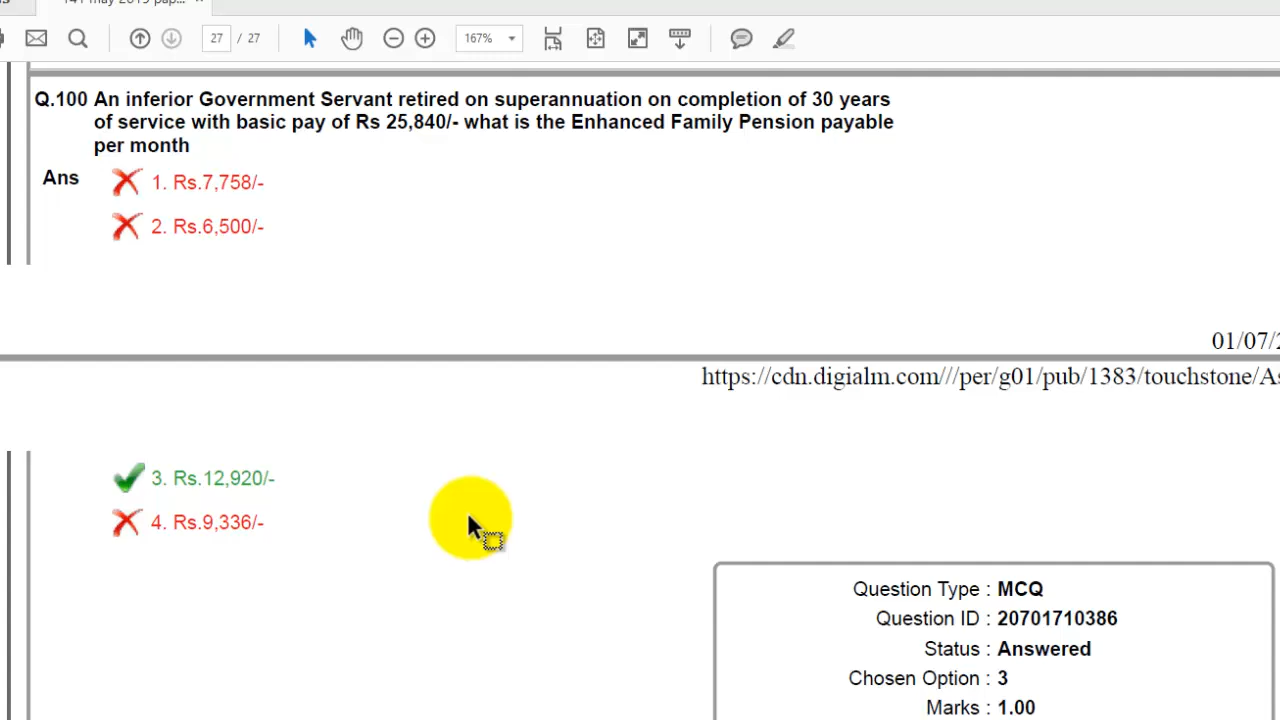 27 / 27
167%
Q.100 An inferior Government Servant retired on superannuation on completion of 30 years
of service with basic pay of Rs 25,840/- what is the Enhanced Family Pension payable
per month
Ans
1. Rs.7,758/-
2. Rs.6,500/-
01/07/2
https://cdn.digialm.com///per/g01/pub/1383/touchstone/As
3. Rs.12,920/-
4. Rs.9,336/-
Question Type : MCQ
Question ID : 20701710386
Status : Answered
Chosen Option : 3
Marks : 1.00